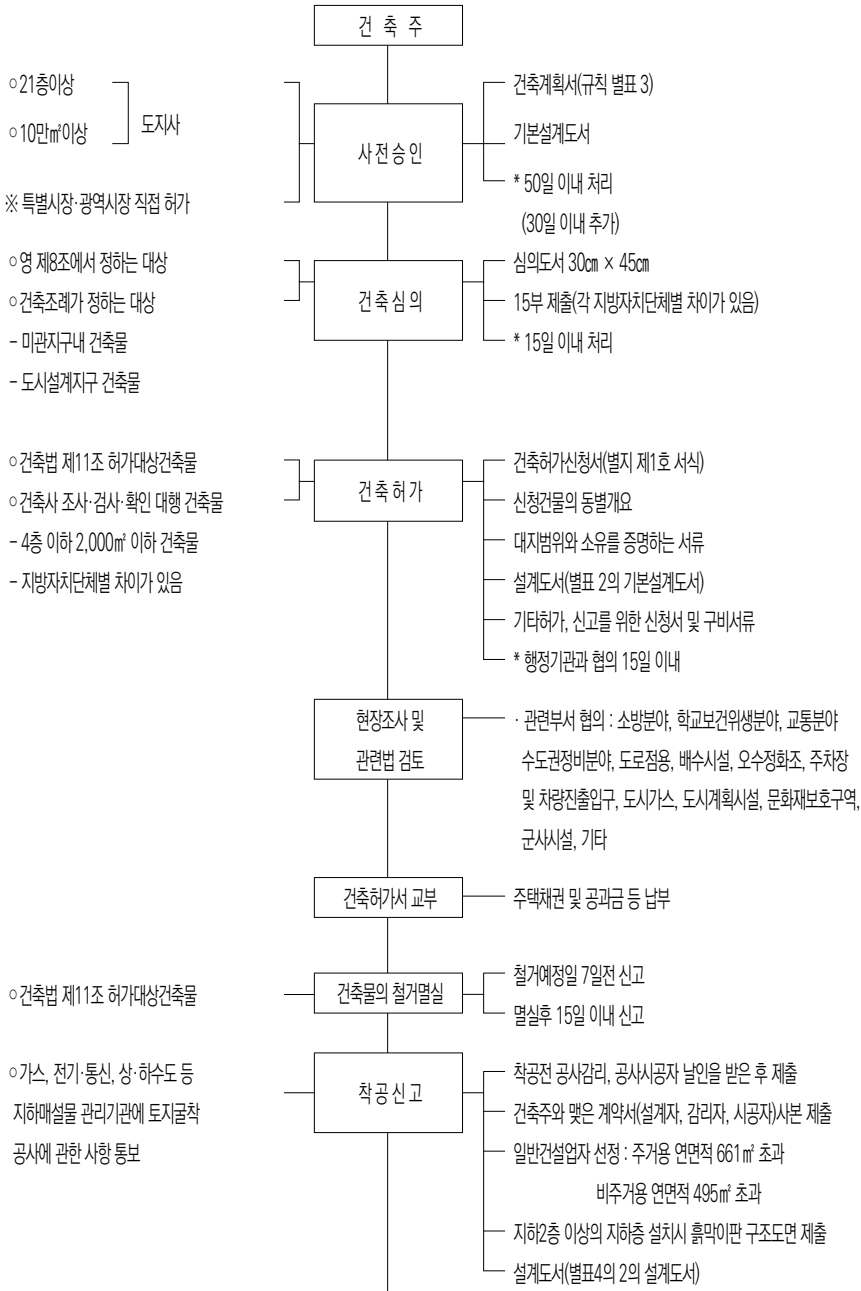 건 축 주
○21층이상
○10만㎡이상
도지사
※ 특별시장·광역시장 직접 허가
사전승인
건축계획서(규칙 별표 3)
기본설계도서
* 50일 이내 처리
(30일 이내 추가)
○영 제8조에서 정하는 대상
○건축조례가 정하는 대상
- 미관지구내 건축물
- 도시설계지구 건축물
건축심의
심의도서 30㎝ × 45㎝
15부 제출(각 지방자치단체별 차이가 있음)
* 15일 이내 처리
○건축법 제11조 허가대상건축물
○건축사 조사·검사·확인 대행 건축물
- 4층 이하 2,000㎡ 이하 건축물
- 지방자치단체별 차이가 있음
건축허가
건축허가신청서(별지 제1호 서식)
신청건물의 동별개요
대지범위와 소유를 증명하는 서류
설계도서(별표 2의 기본설계도서)
기타허가, 신고를 위한 신청서 및 구비서류
* 행정기관과 협의 15일 이내
현장조사 및
관련법 검토
· 관련부서 협의 : 소방분야, 학교보건위생분야, 교통분야
수도권정비분야, 도로점용, 배수시설, 오수정화조, 주차장
및 차량진출입구, 도시가스, 도시계획시설, 문화재보호구역,
군사시설, 기타
건축허가서 교부
주택채권 및 공과금 등 납부
○건축법 제11조 허가대상건축물
건축물의 철거멸실
철거예정일 7일전 신고
멸실후 15일 이내 신고
○가스, 전기·통신, 상·하수도 등
지하매설물 관리기관에 토지굴착
공사에 관한 사항 통보
착공신고
착공전 공사감리, 공사시공자 날인을 받은 후 제출
건축주와 맺은 계약서(설계자, 감리자, 시공자)사본 제출
일반건설업자 선정 : 주거용 연면적 661㎡ 초과
비주거용 연면적 495㎡ 초과
지하2층 이상의 지하층 설치시 흙막이판 구조도면 제출
설계도서(별표4의 2의 설계도서)